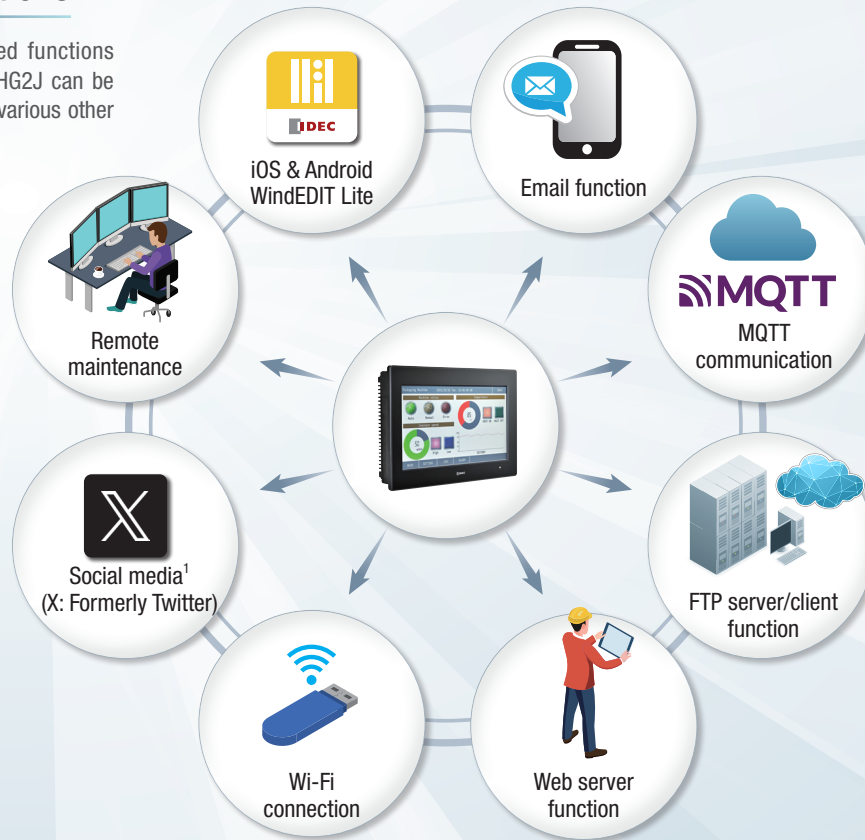 ed functions
HG2J can be
various other
IDEC
iOS & Android
WindEDIT Lite
Email function
MQTT
MQTT
communication
Remote
maintenance
X
Social media¹
(X: Formerly Twitter)
FTP server/client
function
Wi-Fi
connection
Web server
function